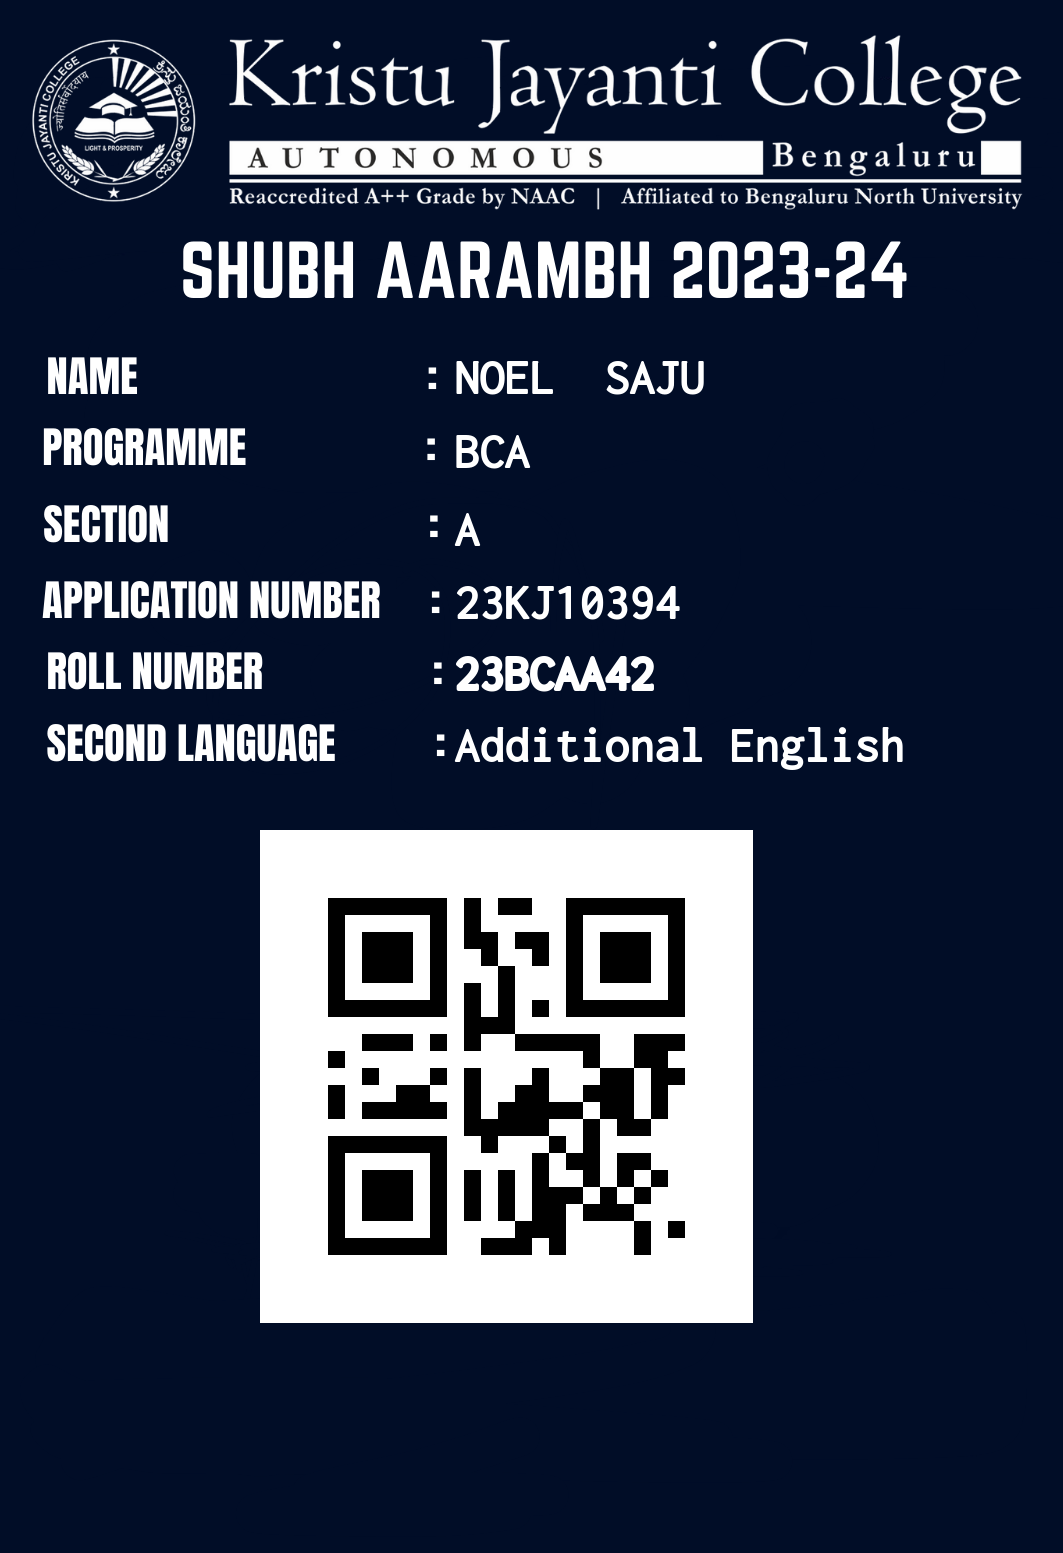 Kristu Jayanti College
AUTONOMOUS Bengaluru
Reaccredited A++ Grade by NAAC | Affiliated to Bengaluru North University
KRISTU JAYANTI COLLEGE
LIGHT & PROSPERITY
SHUBH AARAMBH 2023-24
NAME : NOEL SAJU
PROGRAMME : BCA
SECTION : A
APPLICATION NUMBER : 23KJ10394
ROLL NUMBER : 23BCAA42
SECOND LANGUAGE : Additional English